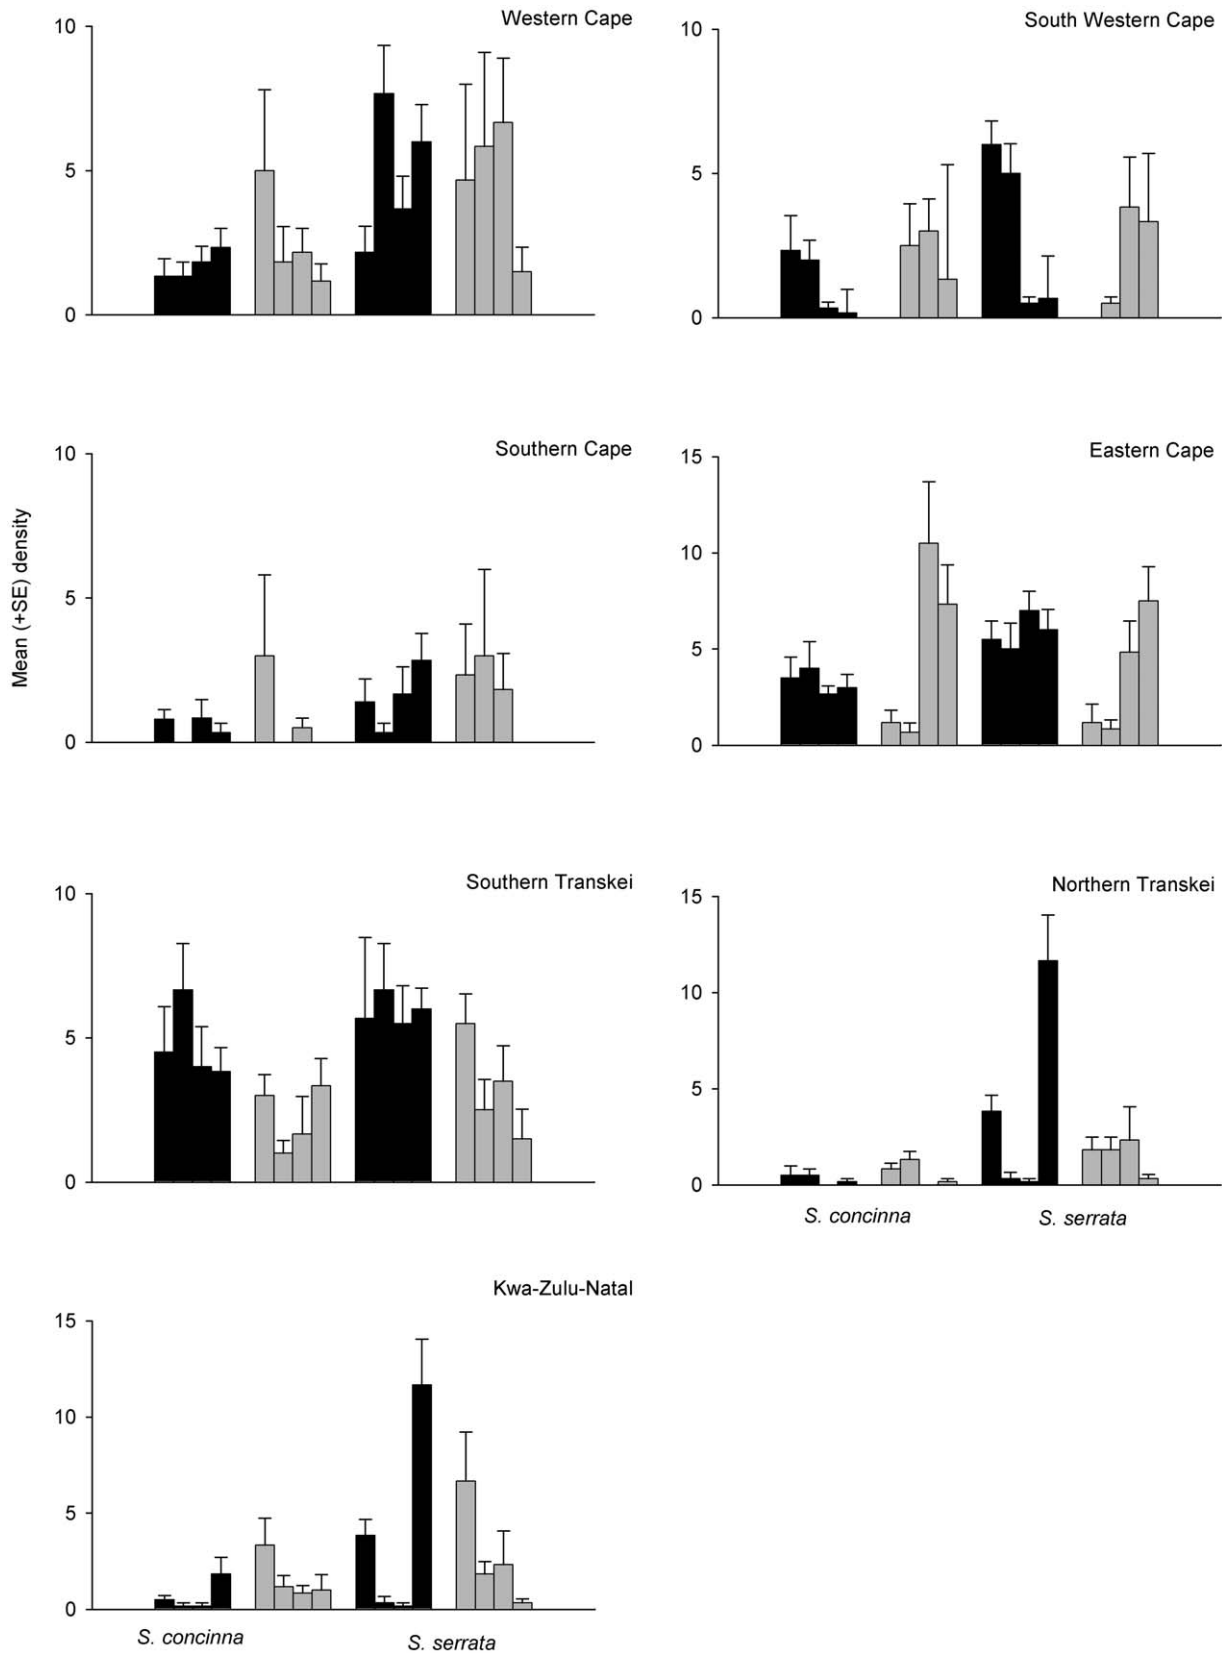 Western Cape
10
5
0
South Western Cape
10
5
0
Mean (+SE) density
Southern Cape
10
5
0
Eastern Cape
15
10
5
0
Southern Transkei
10
5
0
Northern Transkei
15
10
5
0
S. concinna S. serrata
Kwa-Zulu-Natal
15
10
5
0
S. concinna S. serrata